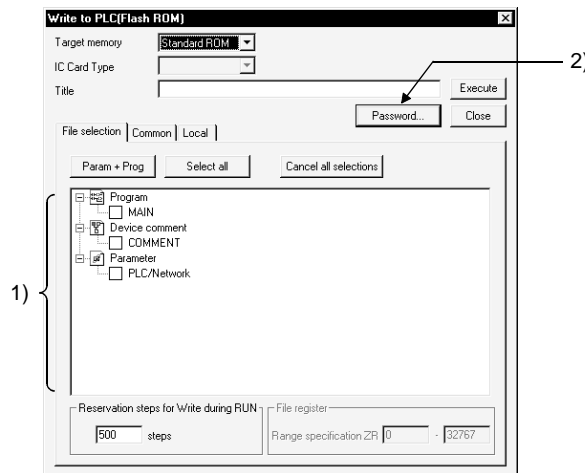 Write to PLC(Flash ROM)
Target memory Standard ROM
2)
IC Card Type
Title Execute
Password... Close
File selection Common Local
Param + Prog Select all Cancel all selections
Program
MAIN
Device comment
COMMENT
Parameter
PLC/Network
1)
Reservation steps for Write during RUN File register
500 steps Range specification ZR 0 - 32767